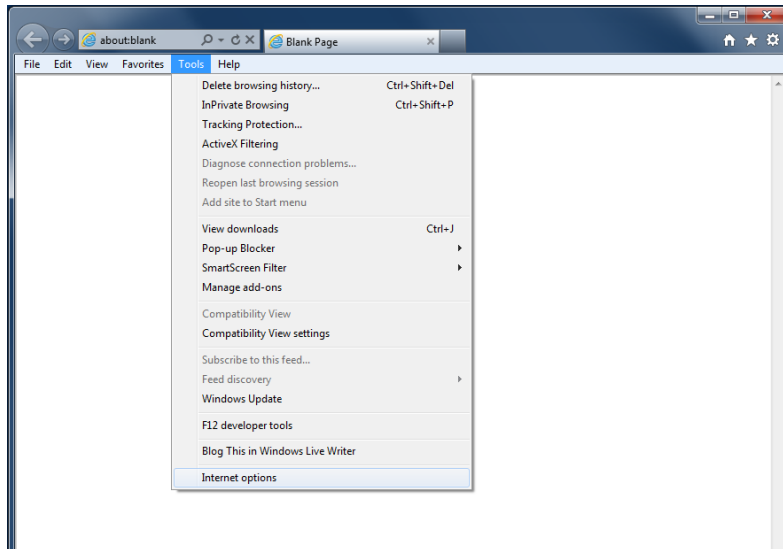 about:blank
Blank Page
File Edit View Favorites Tools Help
Delete browsing history... Ctrl+Shift+Del
InPrivate Browsing Ctrl+Shift+P
Tracking Protection...
ActiveX Filtering
Diagnose connection problems...
Reopen last browsing session
Add site to Start menu
View downloads Ctrl+J
Pop-up Blocker
SmartScreen Filter
Manage add-ons
Compatibility View
Compatibility View settings
Subscribe to this feed...
Feed discovery
Windows Update
F12 developer tools
Blog This in Windows Live Writer
Internet options